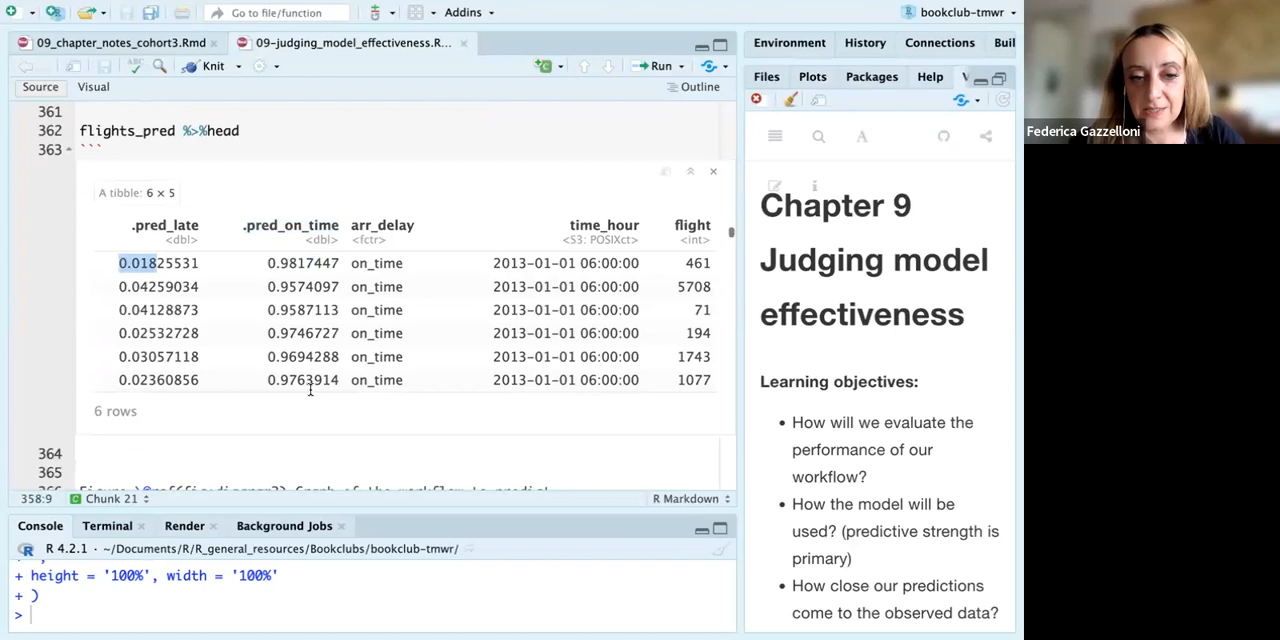 Go to file/function
Addins
bookclub-tmwr
09_chapter_notes_cohort3.Rmd
09-judging_model_effectiveness.R...
Knit
Run
Source
Visual
Outline
361
362 flights_pred %>%head
363 ```
A tibble: 6 × 5
.pred_late .pred_on_time arr_delay time_hour flight
<dbl> <dbl> <fctr> <S3: POSIXct> <int>
0.01825531 0.9817447 on_time 2013-01-01 06:00:00 461
0.04259034 0.9574097 on_time 2013-01-01 06:00:00 5708
0.04128873 0.9587113 on_time 2013-01-01 06:00:00 71
0.02532728 0.9746727 on_time 2013-01-01 06:00:00 194
0.03057118 0.9694288 on_time 2013-01-01 06:00:00 1743
0.02360856 0.9763914 on_time 2013-01-01 06:00:00 1077
6 rows
364
365
358:9
Chunk 21
R Markdown
Console
Terminal
Render
Background Jobs
R 4.2.1 · ~/Documents/R/R_general_resources/Bookclubs/bookclub-tmwr/
+ height = '100%', width = '100%'
+ )
>
Environment
History
Connections
Buil
Files
Plots
Packages
Help
V
A
Chapter 9
Judging model
effectiveness
Learning objectives:
• How will we evaluate the
performance of our
workflow?
• How the model will be
used? (predictive strength is
primary)
• How close our predictions
come to the observed data?
Federica Gazzelloni